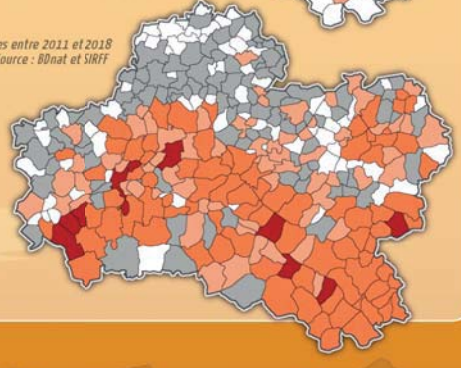 es entre 2011 et 2018
ource : BDnat et SIRFF